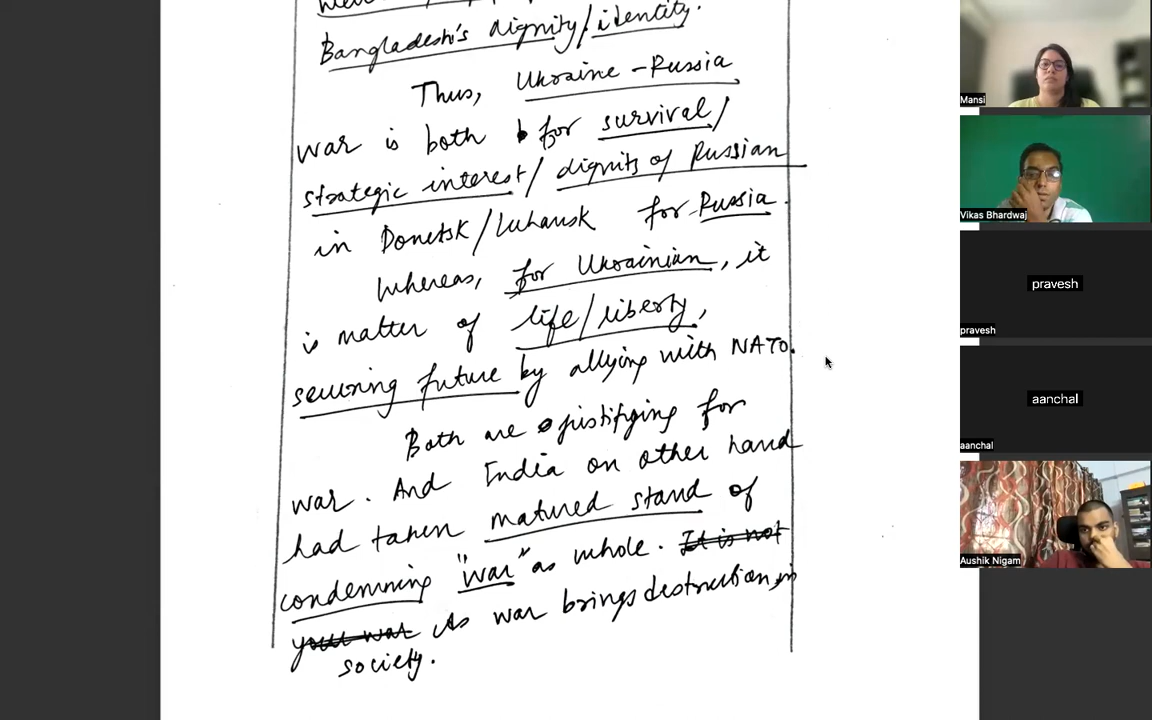 Bangladesh's dignity/identity.
Thus, Ukraine-Russia
war is both for survival/
strategic interest/dignity of Russian
in Donetsk/Luhansk for Russia.
Whereas, for Ukrainian, it
is matter of life/liberty,
securing future by allying with NATO.
Both are justifying for
war. And India on other hand
had taken matured stand of
condemning "war" as whole. It is not
your war As war brings destruction in
society.
Mansi
Vikas Bhardwaj
pravesh
pravesh
aanchal
aanchal
Aushik Nigam